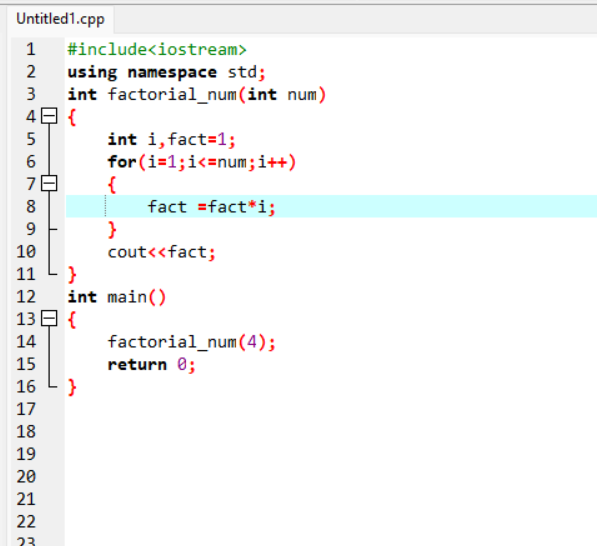 Untitled1.cpp
1 #include<iostream>
2 using namespace std;
3 int factorial_num(int num)
4 {
5 int i,fact=1;
6 for(i=1;i<=num;i++)
7 {
8 fact =fact*i;
9 }
10 cout<<fact;
11 }
12 int main()
13 {
14 factorial_num(4);
15 return 0;
16 }
17
18
19
20
21
22
23